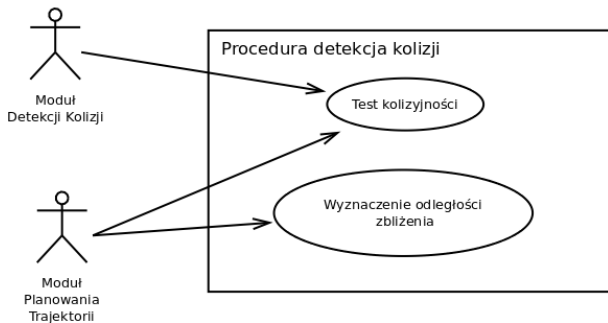 Procedura detekcja kolizji
Moduł
Detekcji Kolizji
Test kolizyjności
Wyznaczenie odległości
zbliżenia
Moduł
Planowania
Trajektorii